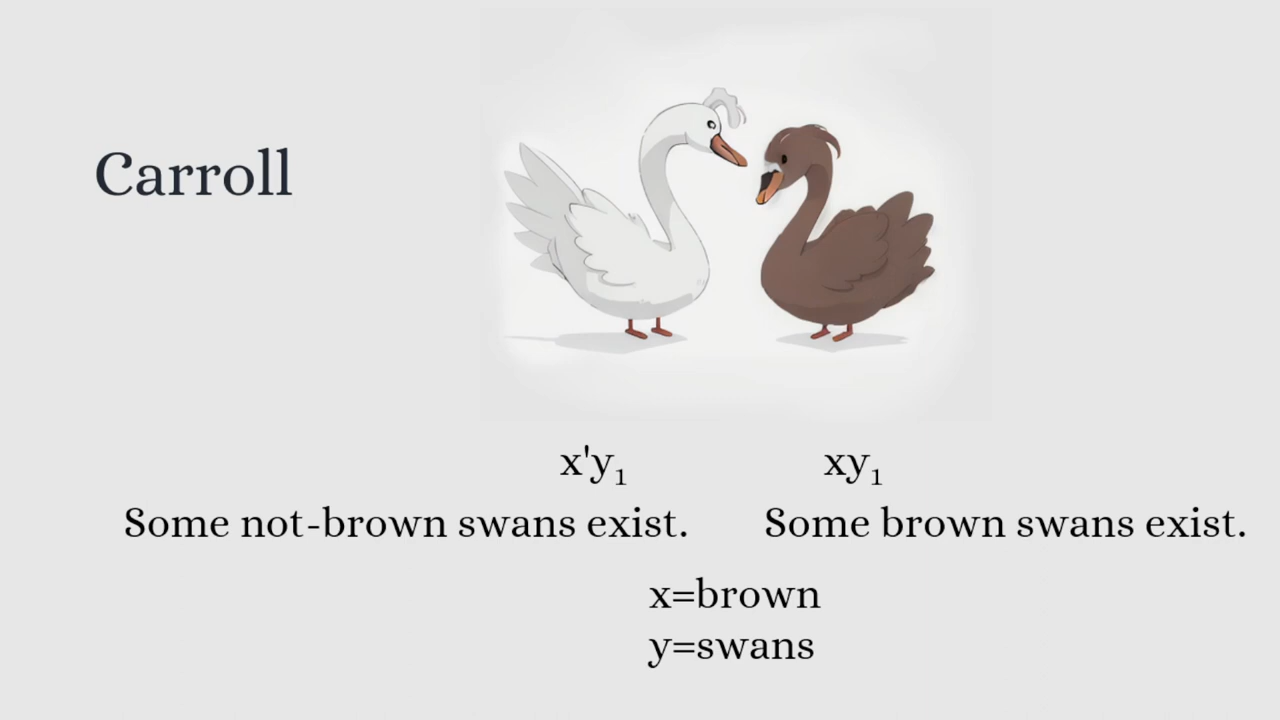 Carroll
x'y₁ xy₁
Some not-brown swans exist. Some brown swans exist.
x=brown
y=swans